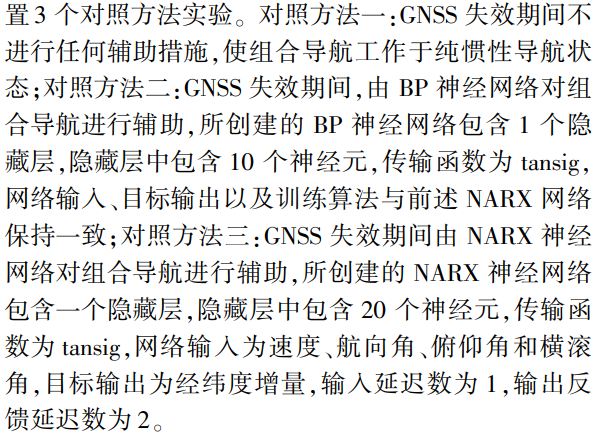 置 3 个对照方法实验。对照方法一:GNSS 失效期间不
进行任何辅助措施,使组合导航工作于纯惯性导航状
态;对照方法二:GNSS 失效期间,由 BP 神经网络对组
合导航进行辅助,所创建的 BP 神经网络包含 1 个隐
藏层,隐藏层中包含 10 个神经元,传输函数为 tansig,
网络输入、目标输出以及训练算法与前述 NARX 网络
保持一致;对照方法三:GNSS 失效期间由 NARX 神经
网络对组合导航进行辅助,所创建的 NARX 神经网络
包含一个隐藏层,隐藏层中包含 20 个神经元,传输函
数为 tansig,网络输入为速度、航向角、俯仰角和横滚
角,目标输出为经纬度增量,输入延迟数为 1,输出反
馈延迟数为 2。